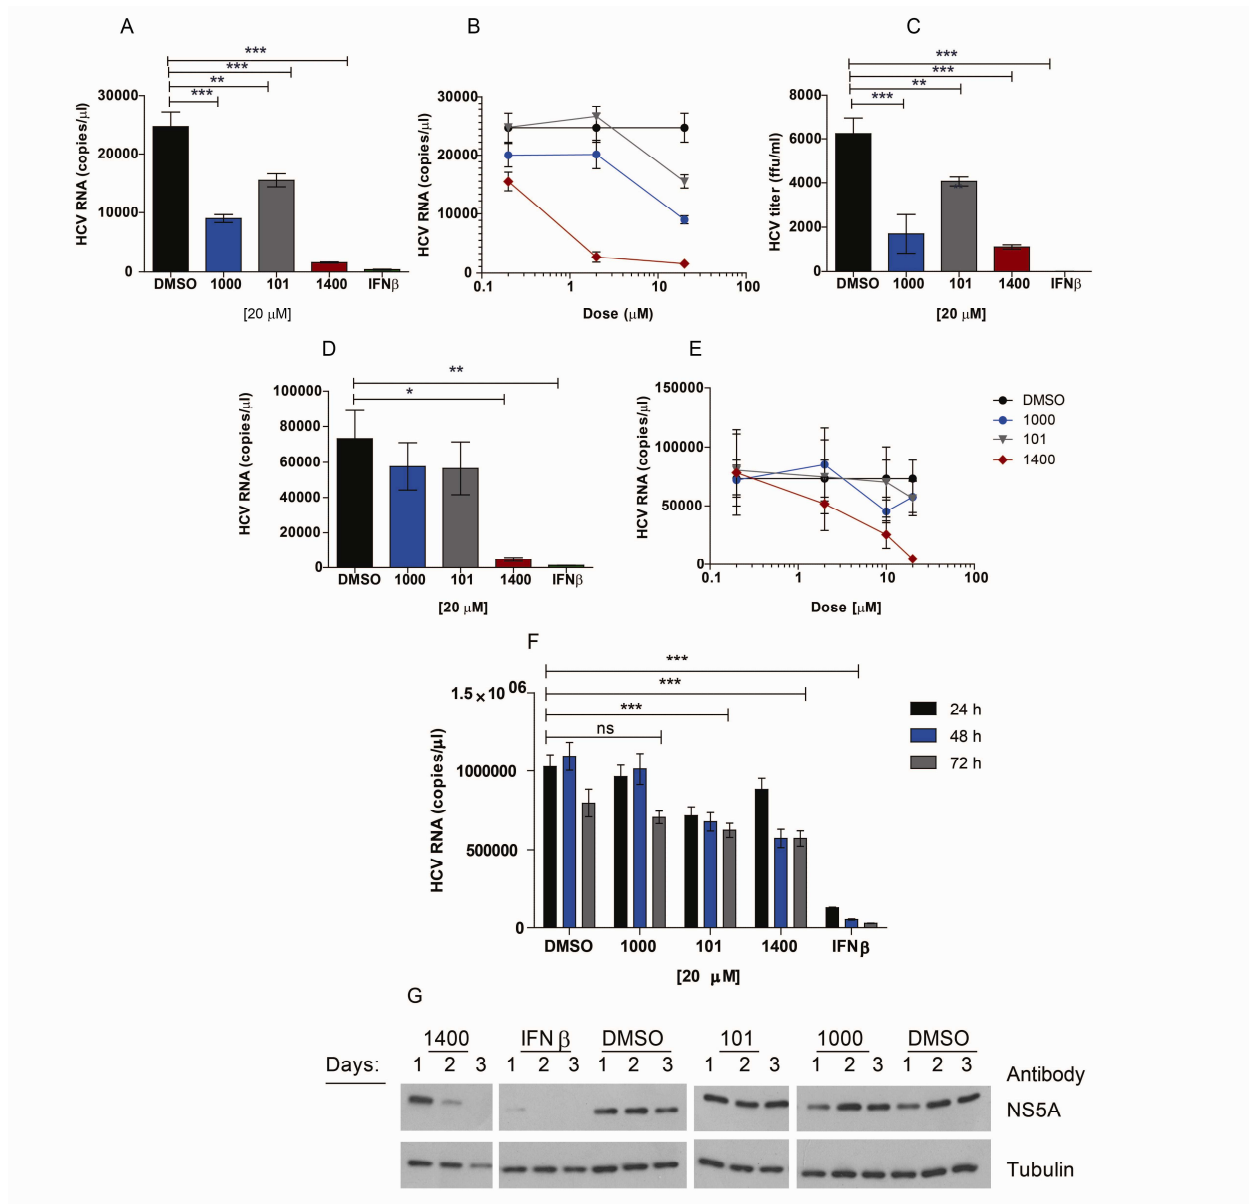 A
B
C
***
***
**
***
HCV RNA (copies/μl)
30000
20000
10000
0
DMSO 1000 101 1400 IFNβ
[20 μM]
HCV RNA (copies/μl)
30000
20000
10000
0
0.1 1 10 100
Dose (μM)
***
***
**
***
HCV titer (ffu/ml)
8000
6000
4000
2000
0
**
DMSO 1000 101 1400 IFNβ
[20 μM]
D
E
**
*
HCV RNA (copies/μl)
100000
80000
60000
40000
20000
0
DMSO 1000 101 1400 IFNβ
[20 μM]
HCV RNA (copies/μl)
150000
100000
50000
0
0.1 1 10 100
Dose [μM]
DMSO
1000
101
1400
F
***
***
***
ns
HCV RNA (copies/μl)
1.5×10 06
1000000
500000
0
DMSO 1000 101 1400 IFNβ
[20 μM]
24 h
48 h
72 h
G
1400 IFN β DMSO 101 1000 DMSO
Days: 1 2 3 1 2 3 1 2 3 1 2 3 1 2 3 1 2 3
Antibody
NS5A
Tubulin